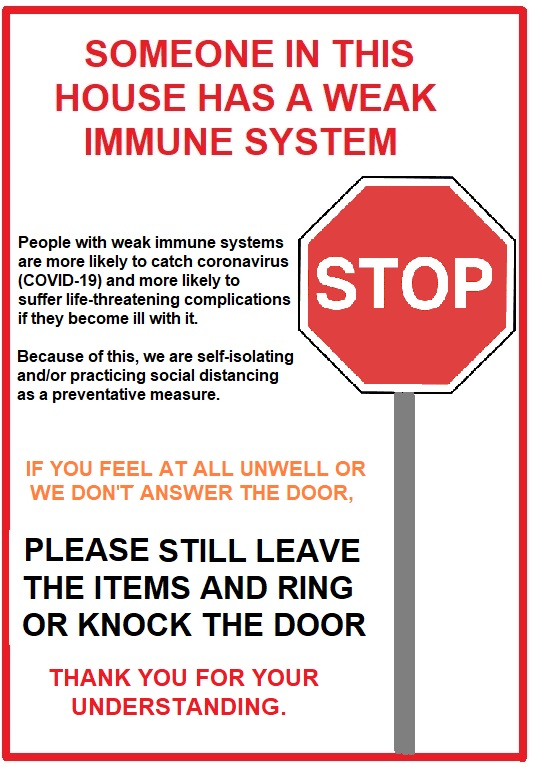 SOMEONE IN THIS
HOUSE HAS A WEAK
IMMUNE SYSTEM
People with weak immune systems
are more likely to catch coronavirus
(COVID-19) and more likely to
suffer life-threatening complications
if they become ill with it.
Because of this, we are self-isolating
and/or practicing social distancing
as a preventative measure.
STOP
IF YOU FEEL AT ALL UNWELL OR
WE DON'T ANSWER THE DOOR,
PLEASE STILL LEAVE
THE ITEMS AND RING
OR KNOCK THE DOOR
THANK YOU FOR YOUR
UNDERSTANDING.